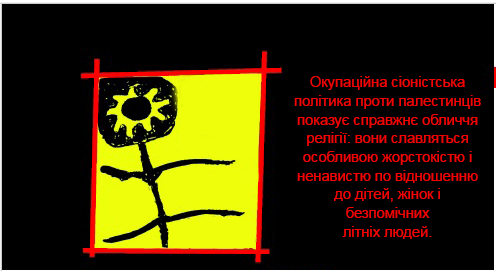 Окупаційна сіоністська
політика проти палестинців
показує справжнє обличчя
релігії: вони славляться
особливою жорстокістю і
ненавистю по відношенню
до дітей, жінок і
безпомічних
літніх людей.